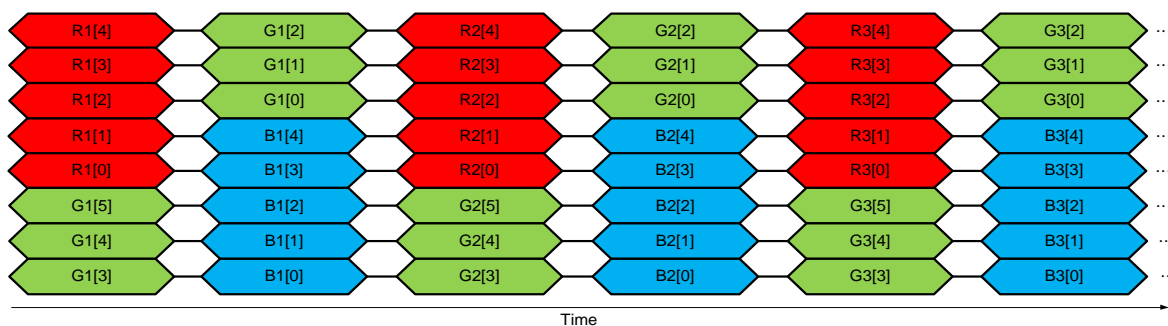 R1[4] G1[2] R2[4] G2[2] R3[4] G3[2] ...
R1[3] G1[1] R2[3] G2[1] R3[3] G3[1] ...
R1[2] G1[0] R2[2] G2[0] R3[2] G3[0] ...
R1[1] B1[4] R2[1] B2[4] R3[1] B3[4] ...
R1[0] B1[3] R2[0] B2[3] R3[0] B3[3] ...
G1[5] B1[2] G2[5] B2[2] G3[5] B3[2] ...
G1[4] B1[1] G2[4] B2[1] G3[4] B3[1] ...
G1[3] B1[0] G2[3] B2[0] G3[3] B3[0] ...
Time